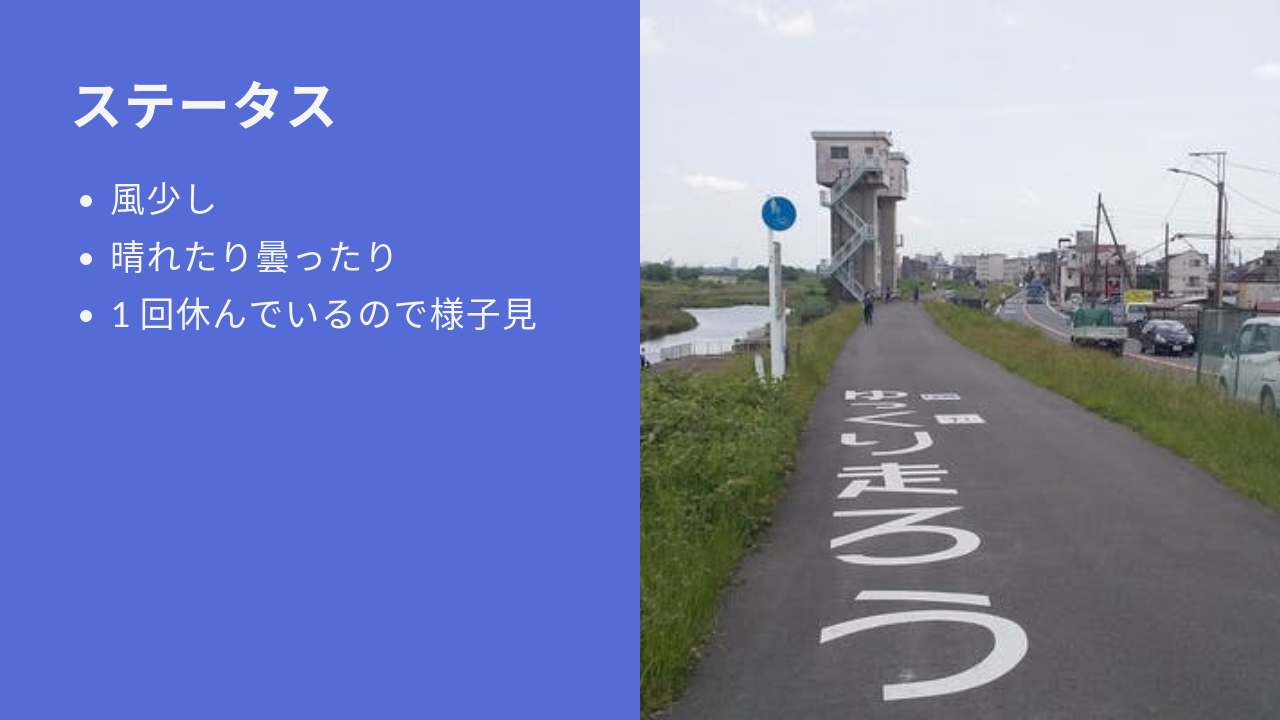 ステータス
• 風少し
• 晴れたり曇ったり
• 1 回休んでいるので様子見
ゆっくり走ろう